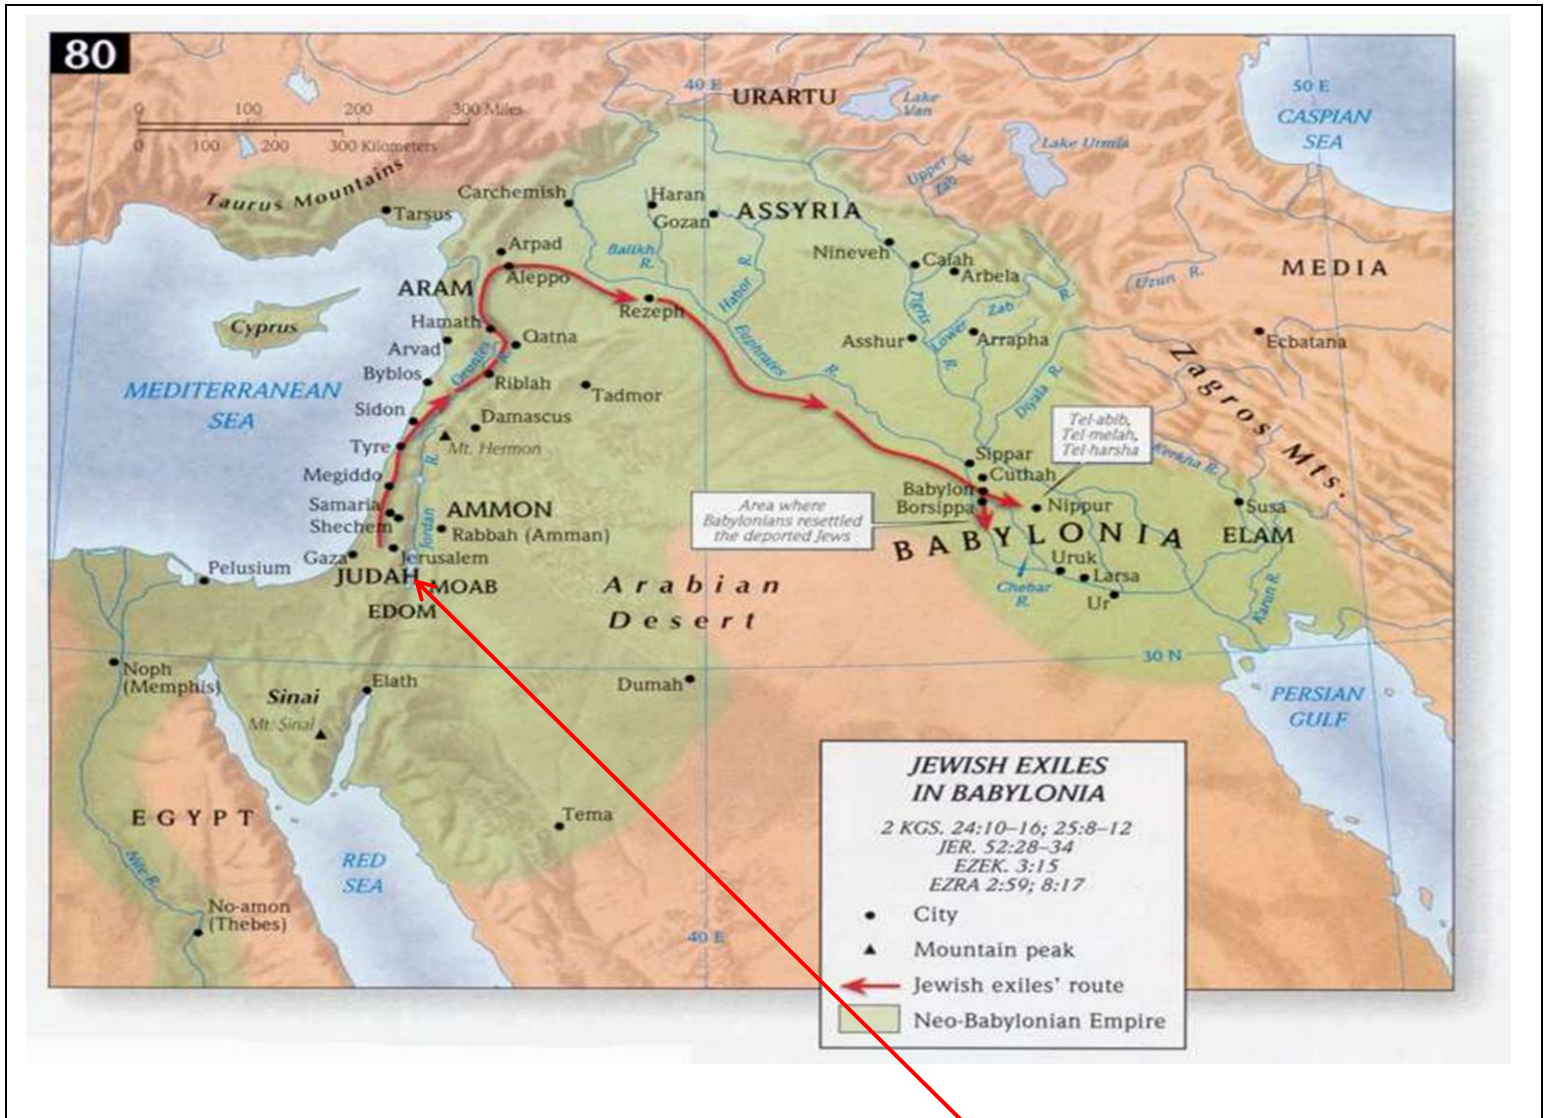 80
0 100 200 300 Miles
0 100 200 300 Kilometers
40 E
URARTU
Lake
Van
50 E
CASPIAN
SEA
Lake Urmia
Upper
Zab
R.
Taurus Mountains
Tarsus
Carchemish
Haran
Gozan
ASSYRIA
Arpad
Aleppo
Balikh
R.
Habor R.
Nineveh
Calah
Arbela
MEDIA
Uzun R.
ARAM
Rezeph
Tigris
R.
Lower Zab R.
Cyprus
Hamath
Qatna
Arvad
Orontes R.
Euphrates R.
Asshur
Arrapha
Ecbatana
Byblos
Riblah
Tadmor
Diyala R.
Zagros Mts.
MEDITERRANEAN
SEA
Sidon
Damascus
Tyre
Mt. Hermon
Tel-abib,
Tel-melah,
Tel-harsha
Kerkha R.
Megiddo
Sippar
Cuthah
Samaria
Shechem
Jordan
R.
AMMON
Rabbah (Amman)
Area where
Babylonians resettled
the deported Jews
Babylon
Borsippa
Nippur
Susa
BABYLONIA
ELAM
Gaza
Jerusalem
Pelusium
JUDAH
MOAB
EDOM
Arabian
Desert
Uruk
Larsa
Chebar
R.
Ur
Karun R.
30 N
Noph
(Memphis)
Sinai
Mt. Sinai
Elath
Dumah
PERSIAN
GULF
EGYPT
Nile R.
RED
SEA
Tema
No-amon
(Thebes)
40 E
JEWISH EXILES
IN BABYLONIA
2 KGS. 24:10–16; 25:8–12
JER. 52:28–34
EZEK. 3:15
EZRA 2:59; 8:17
City
Mountain peak
Jewish exiles' route
Neo-Babylonian Empire